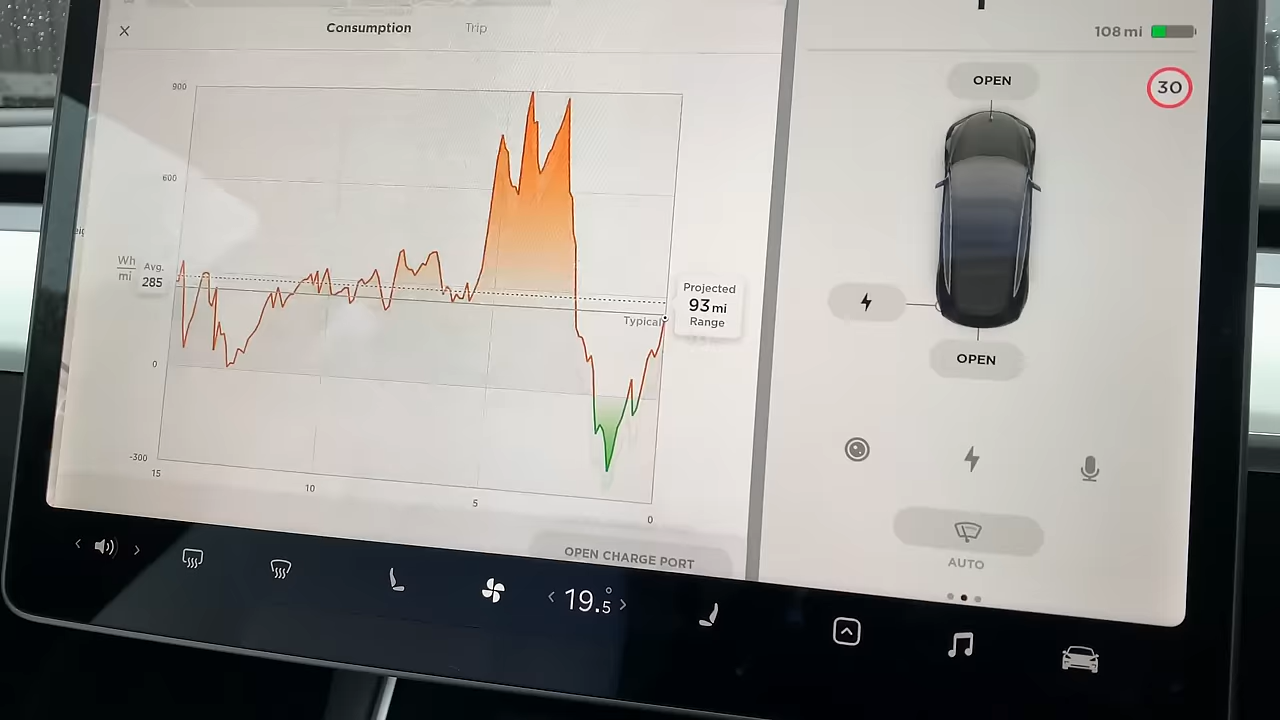 Consumption
Trip
108 mi
900
600
0
-300
15
10
5
0
Wh
mi
Avg.
285
Typical
Projected
93 mi
Range
OPEN
30
OPEN
OPEN CHARGE PORT
AUTO
19.5°